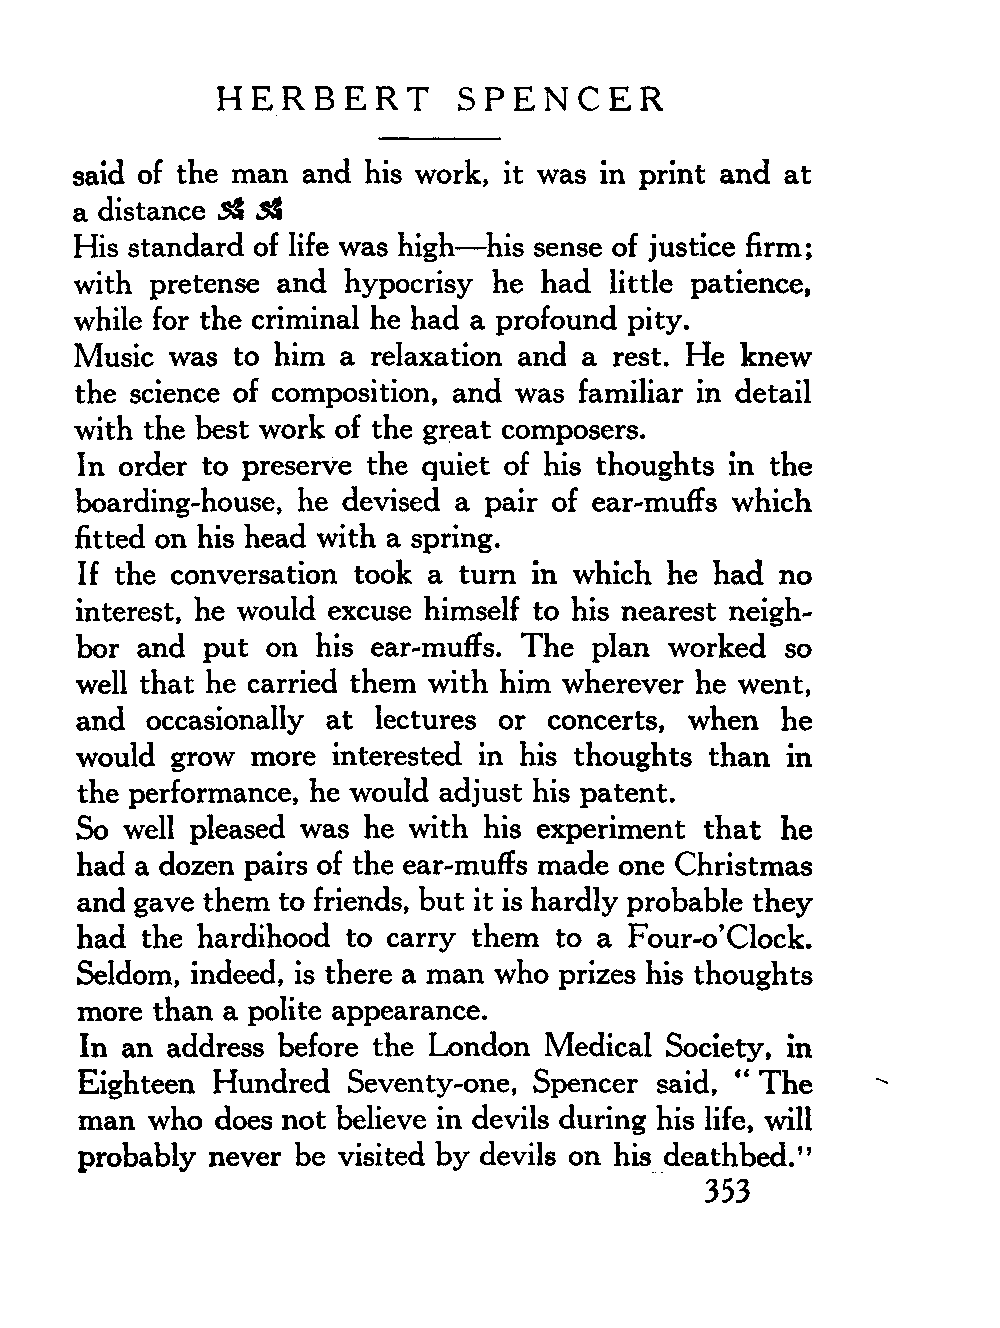 HERBERT SPENCER
said of the man and his work, it was in print and at
a distance
His standard of life was high—his sense of justice firm;
with pretense and hypocrisy he had little patience,
while for the criminal he had a profound pity.
Music was to him a relaxation and a rest. He knew
the science of composition, and was familiar in detail
with the best work of the great composers.
In order to preserve the quiet of his thoughts in the
boarding-house, he devised a pair of ear-muffs which
fitted on his head with a spring.
If the conversation took a turn in which he had no
interest, he would excuse himself to his nearest neigh-
bor and put on his ear-muffs. The plan worked so
well that he carried them with him wherever he went,
and occasionally at lectures or concerts, when he
would grow more interested in his thoughts than in
the performance, he would adjust his patent.
So well pleased was he with his experiment that he
had a dozen pairs of the ear-muffs made one Christmas
and gave them to friends, but it is hardly probable they
had the hardihood to carry them to a Four-o'Clock.
Seldom, indeed, is there a man who prizes his thoughts
more than a polite appearance.
In an address before the London Medical Society, in
Eighteen Hundred Seventy-one, Spencer said, "The
man who does not believe in devils during his life, will
probably never be visited by devils on his deathbed."
353